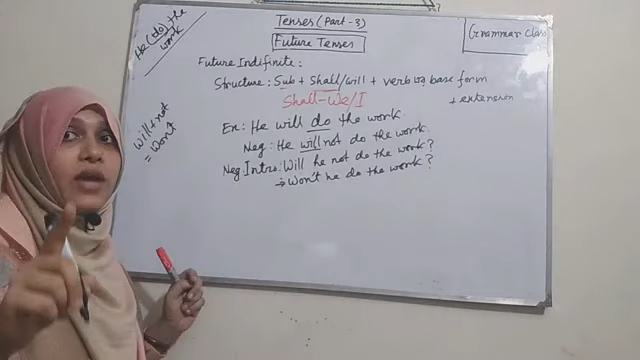 Tenses (Part-3)
Future Tenses
Grammar Class
He (do) the
work
Future Indefinite:
Structure: Sub + Shall/will + verb এর base form
+ extension
Shall - We/I
Ex: He will do the work.
Neg: He will not do the work.
Neg. Intro: Will he not do the work?
→ Won't he do the work?
Will + not
= Won't